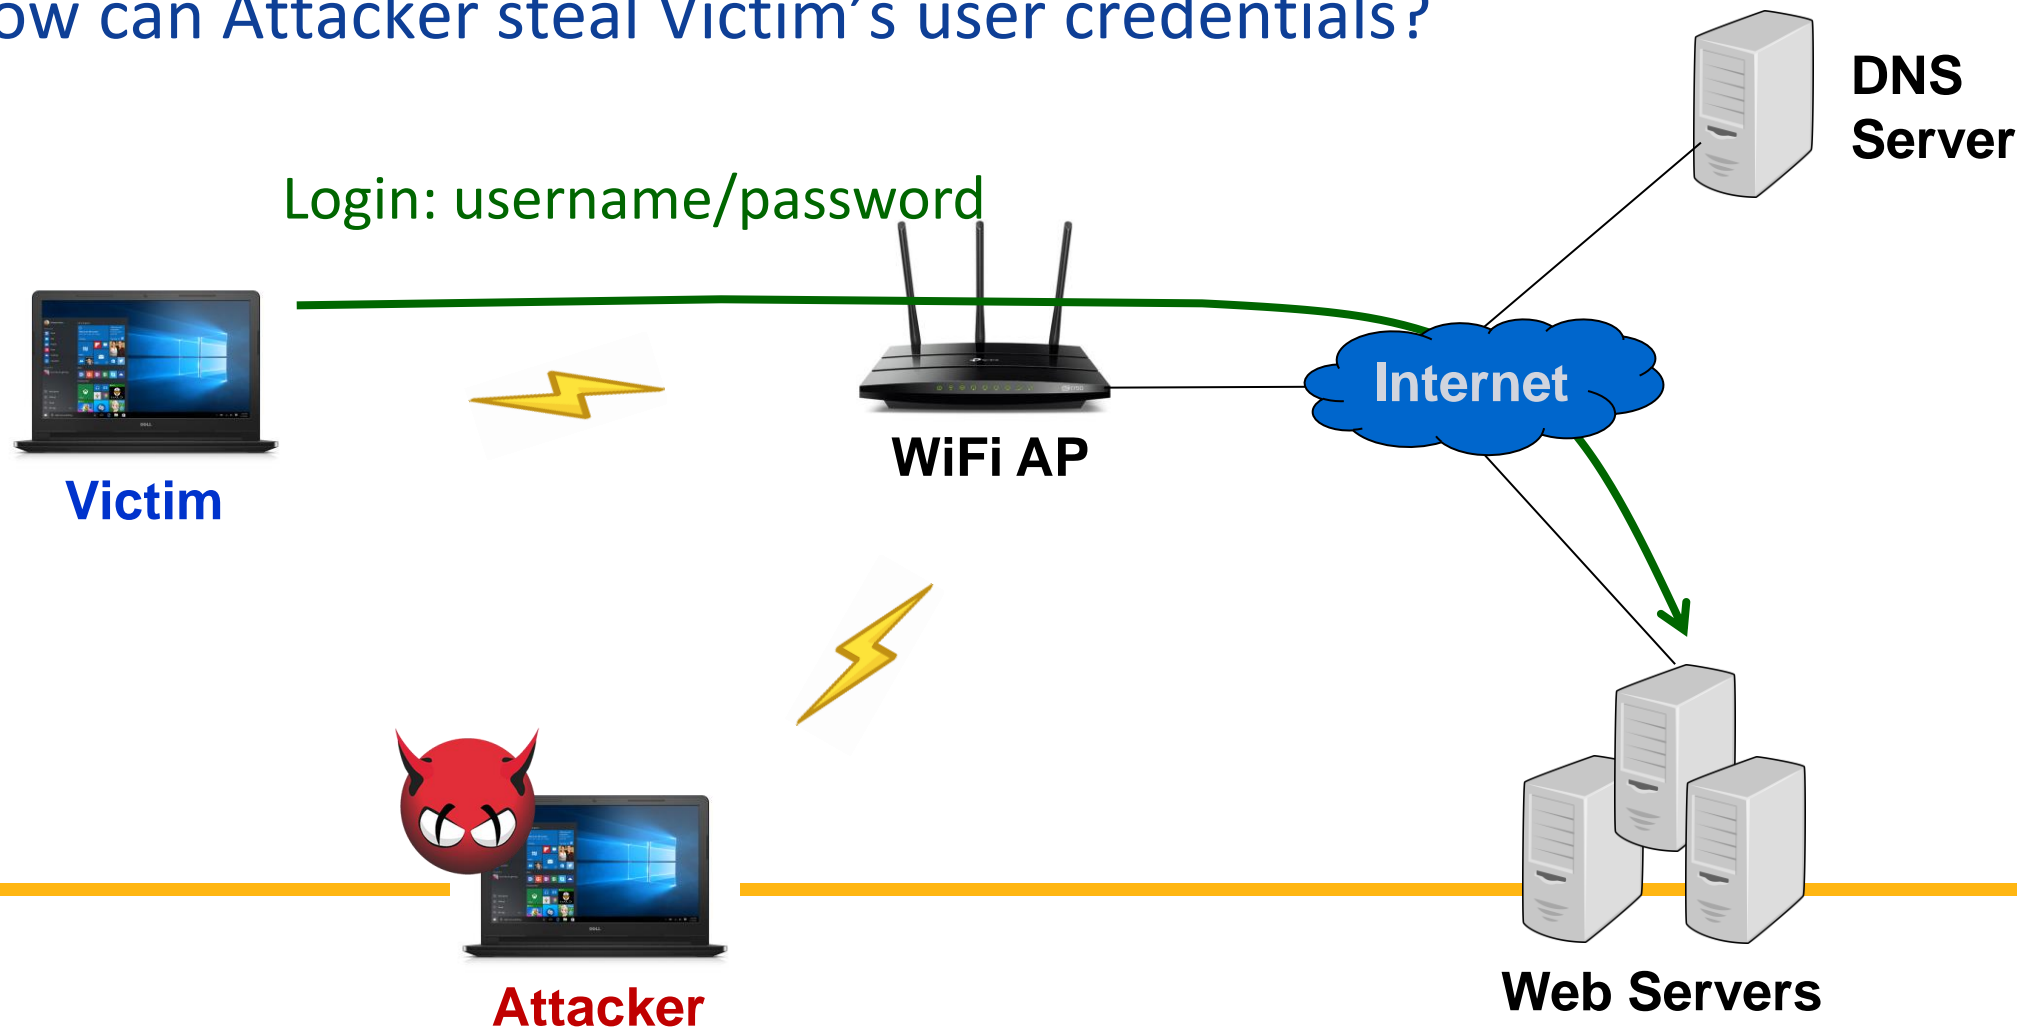 ow can Attacker steal Victim's user credentials?
DNS
Server
Login: username/password
Internet
WiFi AP
Victim
Attacker
Web Servers